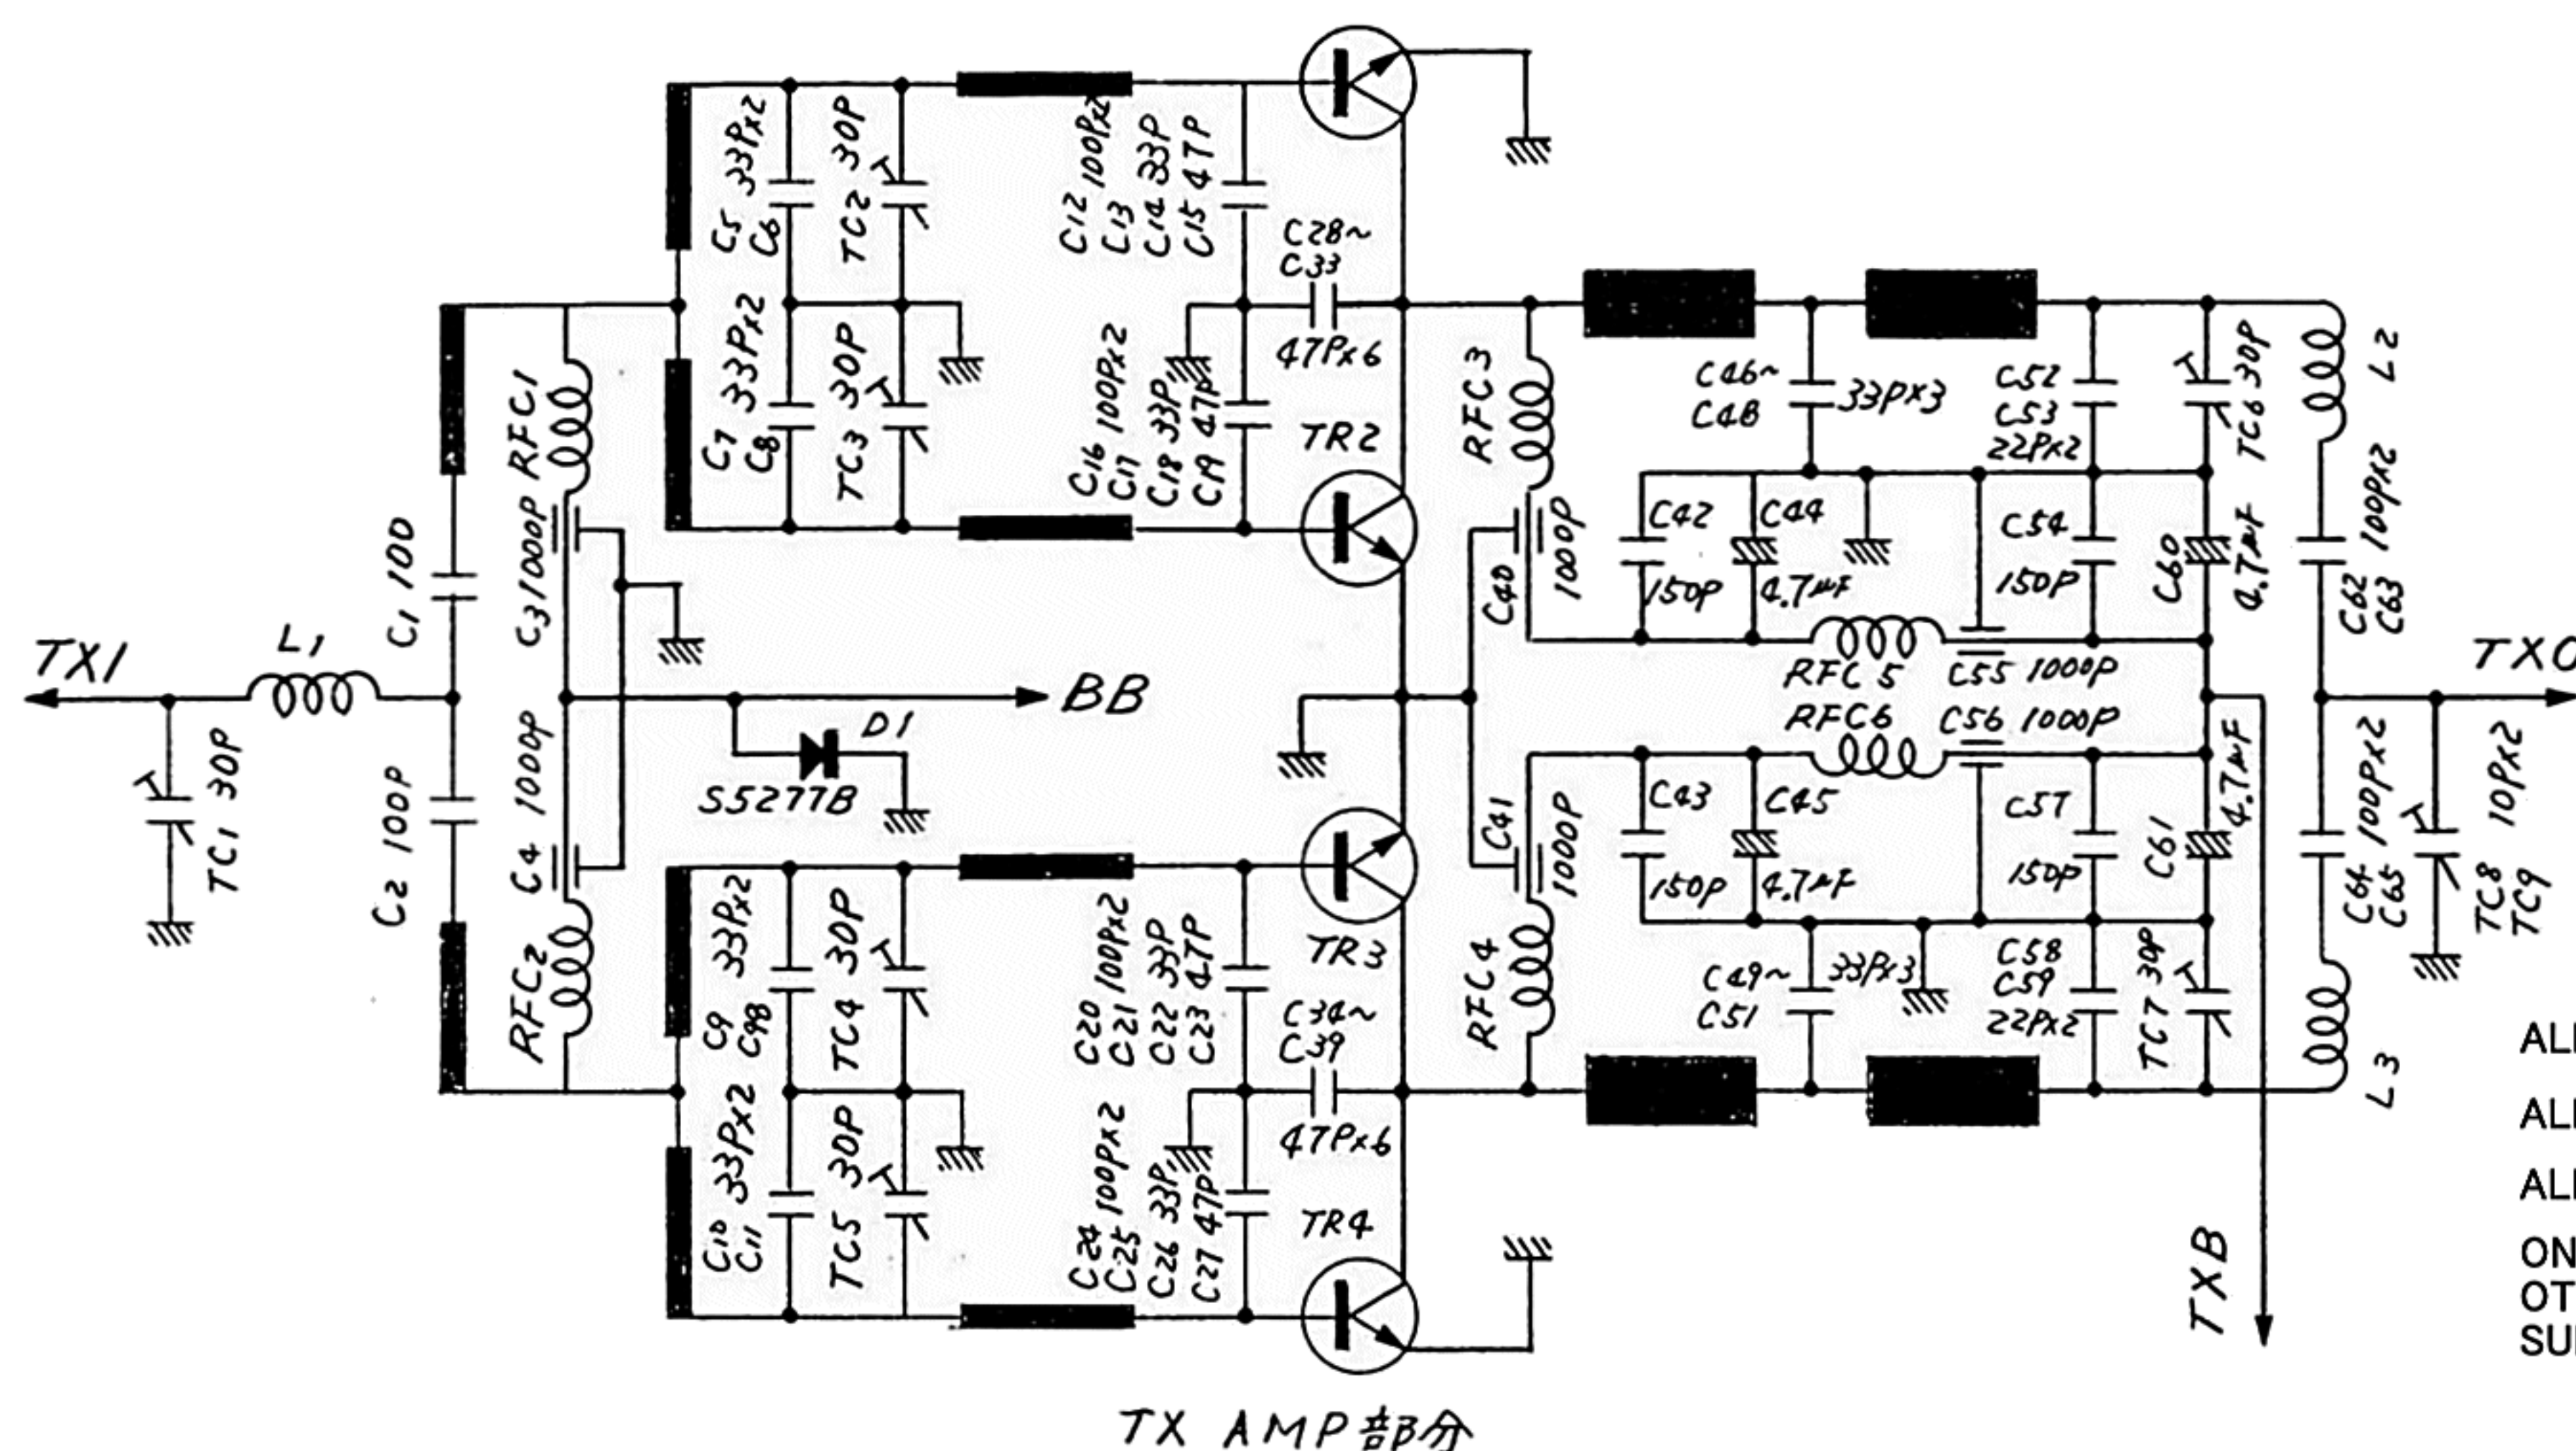 TX1
L1
TC1 30P
C1 100
C2 100P
C3 1000P
RFC1
C4 1000P
RFC2
C5 33Px2
C6
TC2 30P
C7 33Px2
C8
TC3 30P
BB
D1
S5277B
C9 33Px2
C98
TC4 30P
C10 33Px2
C11
TC5 30P
C12 100Px2
C13
C14 33P
C15 47P
C16 100Px2
C17
C18 33P
C19 47P
C28~
C33
47Px6
TR2
C20 100Px2
C21
C22 33P
C23 47P
C24 100Px2
C25
C26 33P
C27 47P
TR3
C34~
C39
47Px6
TR4
RFC3
C40 1000P
C41 1000P
RFC4
C46~
C48
33Px3
C52
C53
22Px2
TC6 30P
L2
C42
150P
C44
4.7μF
C54
150P
C60 4.7μF
C62 100Px2
C63
RFC5
C55 1000P
RFC6
C56 1000P
TXO
C43
150P
C45
4.7μF
C57
150P
C61 4.7μF
C64 100Px2
C65
TC8 10Px2
TC9
C49~
C51
33Px3
C58
C59
22Px2
TC7 30P
L3
TXB
TX AMP部分